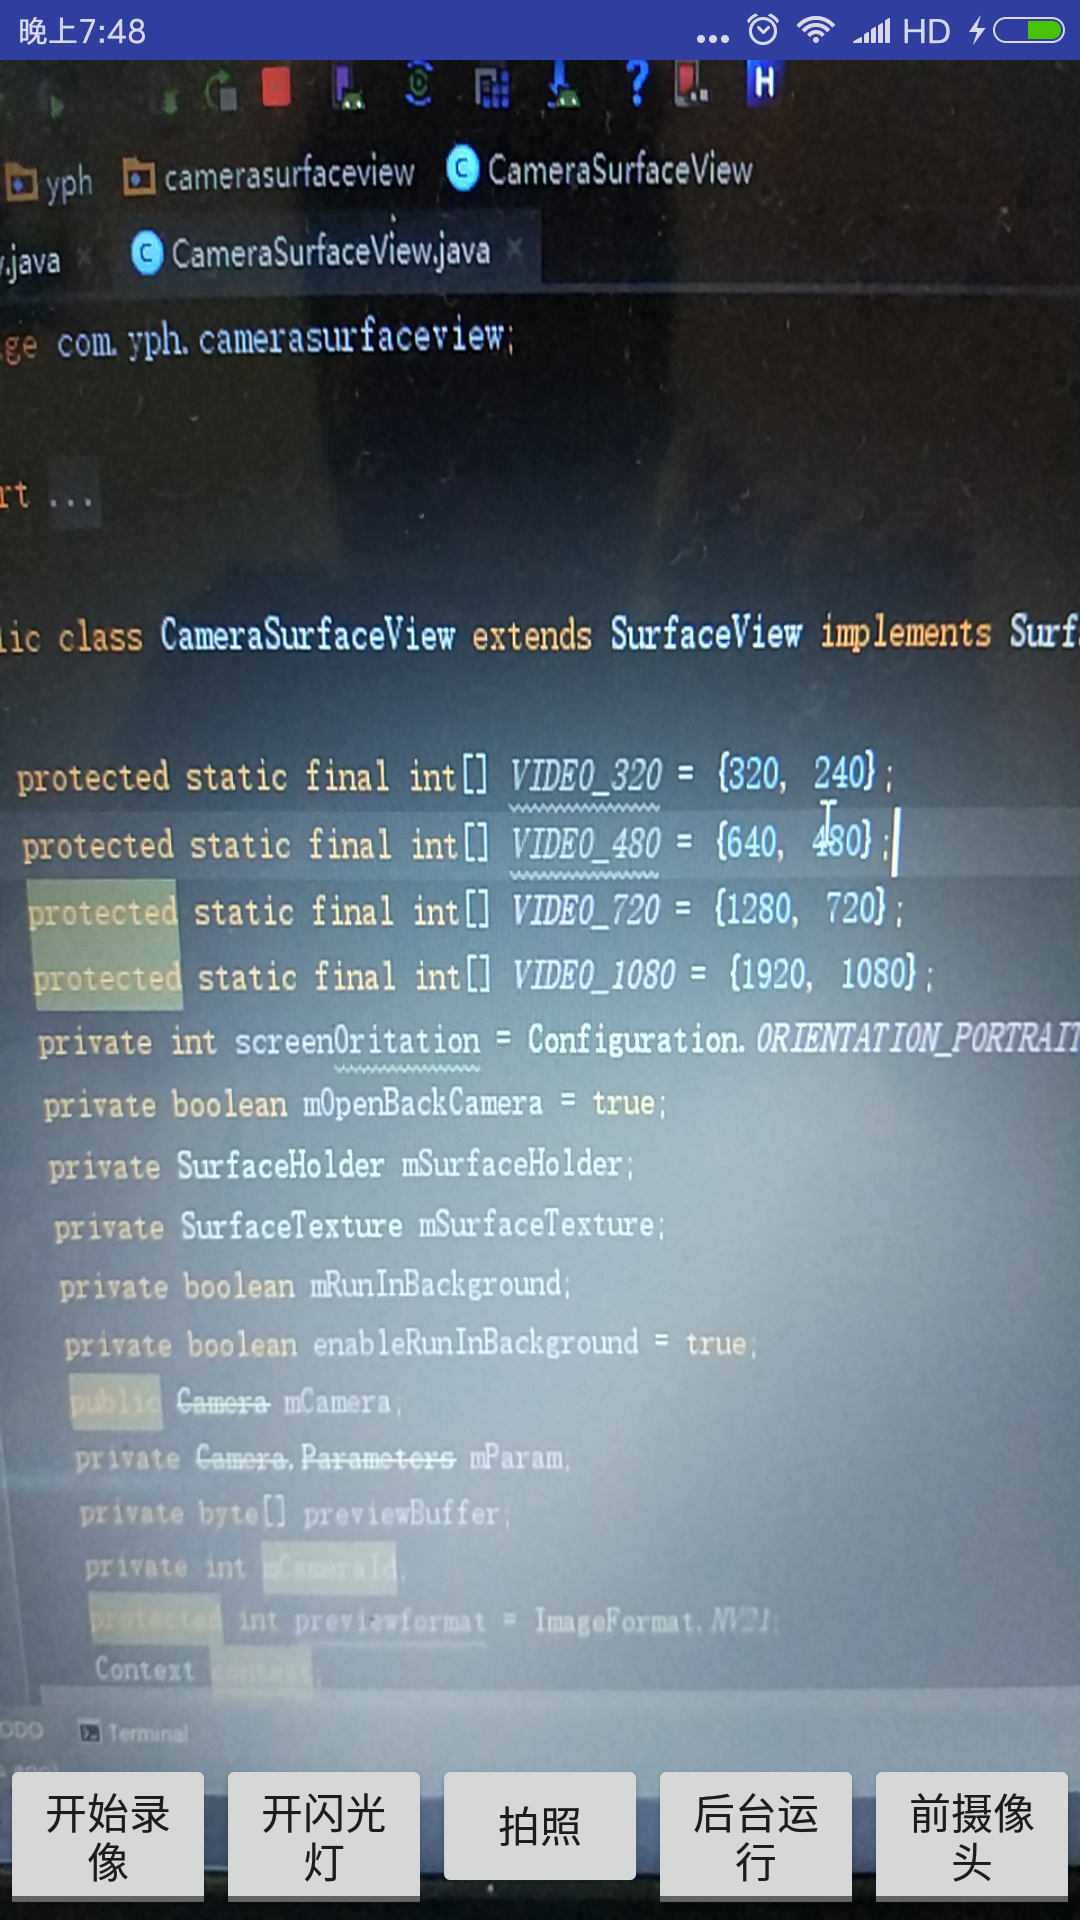 晚上7:48
HD
yph camerasurfaceview C CameraSurfaceView
.java C CameraSurfaceView.java
ge com.yph.camerasurfaceview;
rt ...
lic class CameraSurfaceView extends SurfaceView implements Surf
protected static final int[] VIDEO_320 = {320, 240};
protected static final int[] VIDEO_480 = {640, 480};
protected static final int[] VIDEO_720 = {1280, 720};
protected static final int[] VIDEO_1080 = {1920, 1080};
private int screenOritation = Configuration.ORIENTATION_PORTRAIT
private boolean mOpenBackCamera = true;
private SurfaceHolder mSurfaceHolder;
private SurfaceTexture mSurfaceTexture;
private boolean mRunInBackground;
private boolean enableRunInBackground = true;
public Camera mCamera;
private Camera.Parameters mParam;
private byte[] previewBuffer;
private int mCameraId;
protected int previewformat = ImageFormat.NV21;
Context context;
ODO Terminal
开始录像
开闪光灯
拍照
后台运行
前摄像头